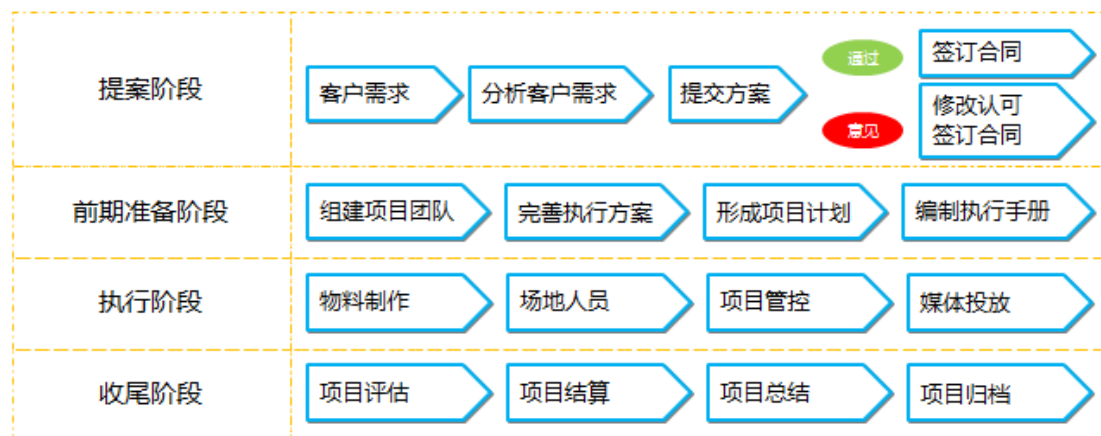 提案阶段
客户需求
分析客户需求
提交方案
通过
签订合同
意见
修改认可
签订合同
前期准备阶段
组建项目团队
完善执行方案
形成项目计划
编制执行手册
执行阶段
物料制作
场地人员
项目管控
媒体投放
收尾阶段
项目评估
项目结算
项目总结
项目归档